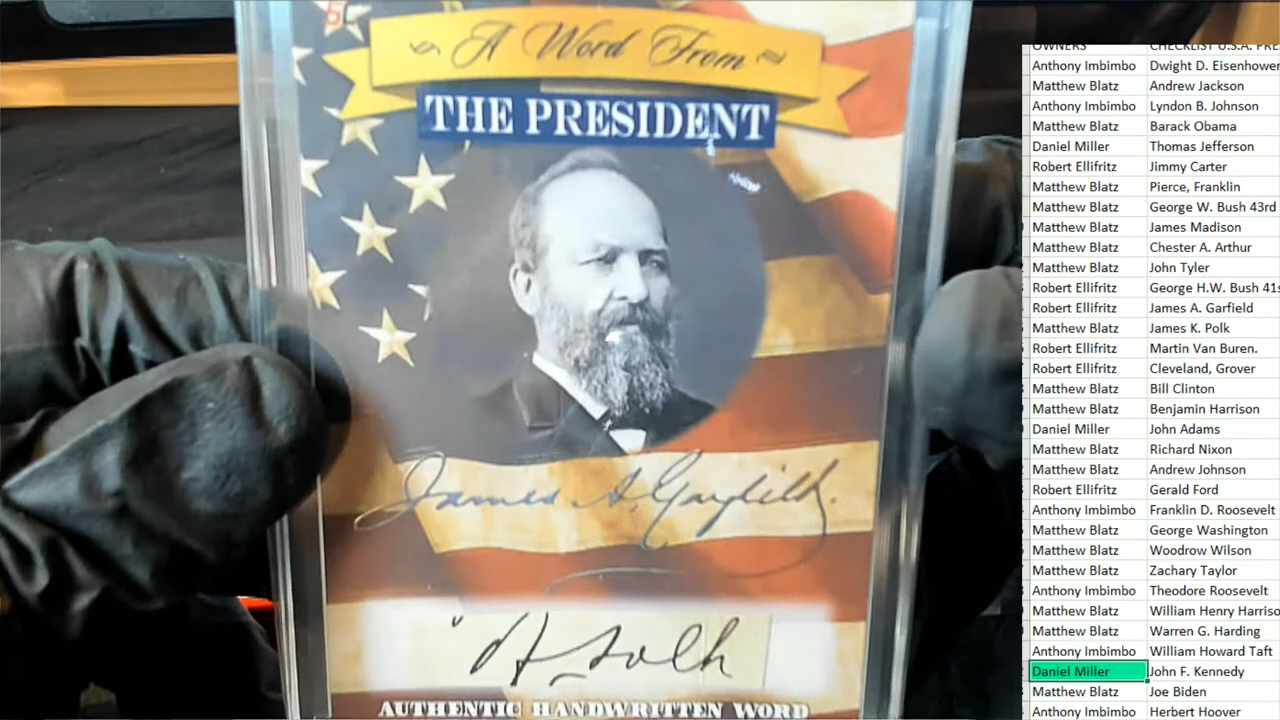 A Word From
THE PRESIDENT
James A. Garfield.
AUTHENTIC HANDWRITTEN WORD
OWNERS CHECKLIST U.S.A. PRE
Anthony Imbimbo Dwight D. Eisenhower
Matthew Blatz Andrew Jackson
Anthony Imbimbo Lyndon B. Johnson
Matthew Blatz Barack Obama
Daniel Miller Thomas Jefferson
Robert Ellifritz Jimmy Carter
Matthew Blatz Pierce, Franklin
Matthew Blatz George W. Bush 43rd
Matthew Blatz James Madison
Matthew Blatz Chester A. Arthur
Matthew Blatz John Tyler
Robert Ellifritz George H.W. Bush 41s
Robert Ellifritz James A. Garfield
Matthew Blatz James K. Polk
Robert Ellifritz Martin Van Buren.
Robert Ellifritz Cleveland, Grover
Matthew Blatz Bill Clinton
Matthew Blatz Benjamin Harrison
Daniel Miller John Adams
Matthew Blatz Richard Nixon
Matthew Blatz Andrew Johnson
Robert Ellifritz Gerald Ford
Anthony Imbimbo Franklin D. Roosevelt
Matthew Blatz George Washington
Matthew Blatz Woodrow Wilson
Matthew Blatz Zachary Taylor
Anthony Imbimbo Theodore Roosevelt
Matthew Blatz William Henry Harriso
Matthew Blatz Warren G. Harding
Anthony Imbimbo William Howard Taft
Daniel Miller John F. Kennedy
Matthew Blatz Joe Biden
Anthony Imbimbo Herbert Hoover